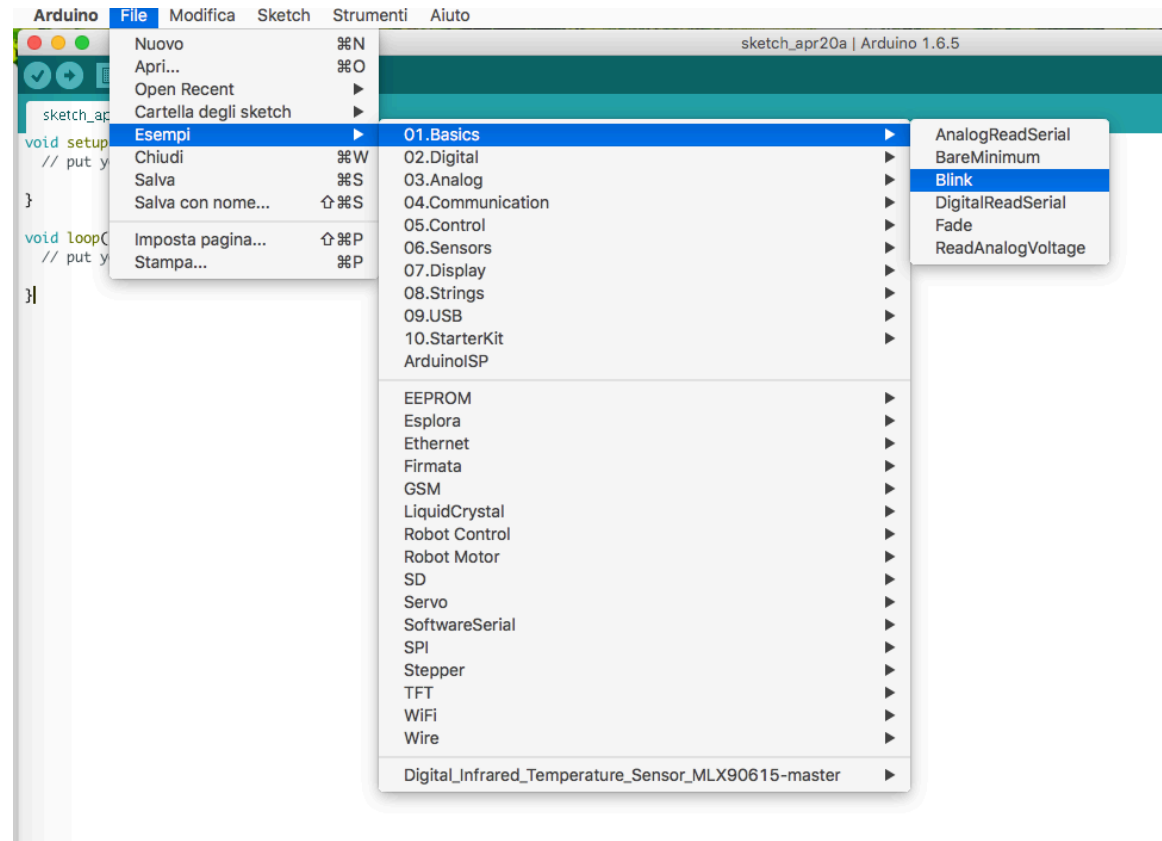 Arduino File Modifica Sketch Strumenti Aiuto
sketch_apr20a | Arduino 1.6.5
Nuovo ⌘N
Apri... ⌘O
Open Recent ▶
Cartella degli sketch ▶
Esempi ▶
Chiudi ⌘W
Salva ⌘S
Salva con nome... ⇧⌘S
Imposta pagina... ⇧⌘P
Stampa... ⌘P
sketch_ap
void setup
// put y
}
void loop(
// put y
}
01.Basics ▶
02.Digital ▶
03.Analog ▶
04.Communication ▶
05.Control ▶
06.Sensors ▶
07.Display ▶
08.Strings ▶
09.USB ▶
10.StarterKit ▶
ArduinoISP
EEPROM ▶
Esplora ▶
Ethernet ▶
Firmata ▶
GSM ▶
LiquidCrystal ▶
Robot Control ▶
Robot Motor ▶
SD ▶
Servo ▶
SoftwareSerial ▶
SPI ▶
Stepper ▶
TFT ▶
WiFi ▶
Wire ▶
Digital_Infrared_Temperature_Sensor_MLX90615-master ▶
AnalogReadSerial
BareMinimum
Blink
DigitalReadSerial
Fade
ReadAnalogVoltage